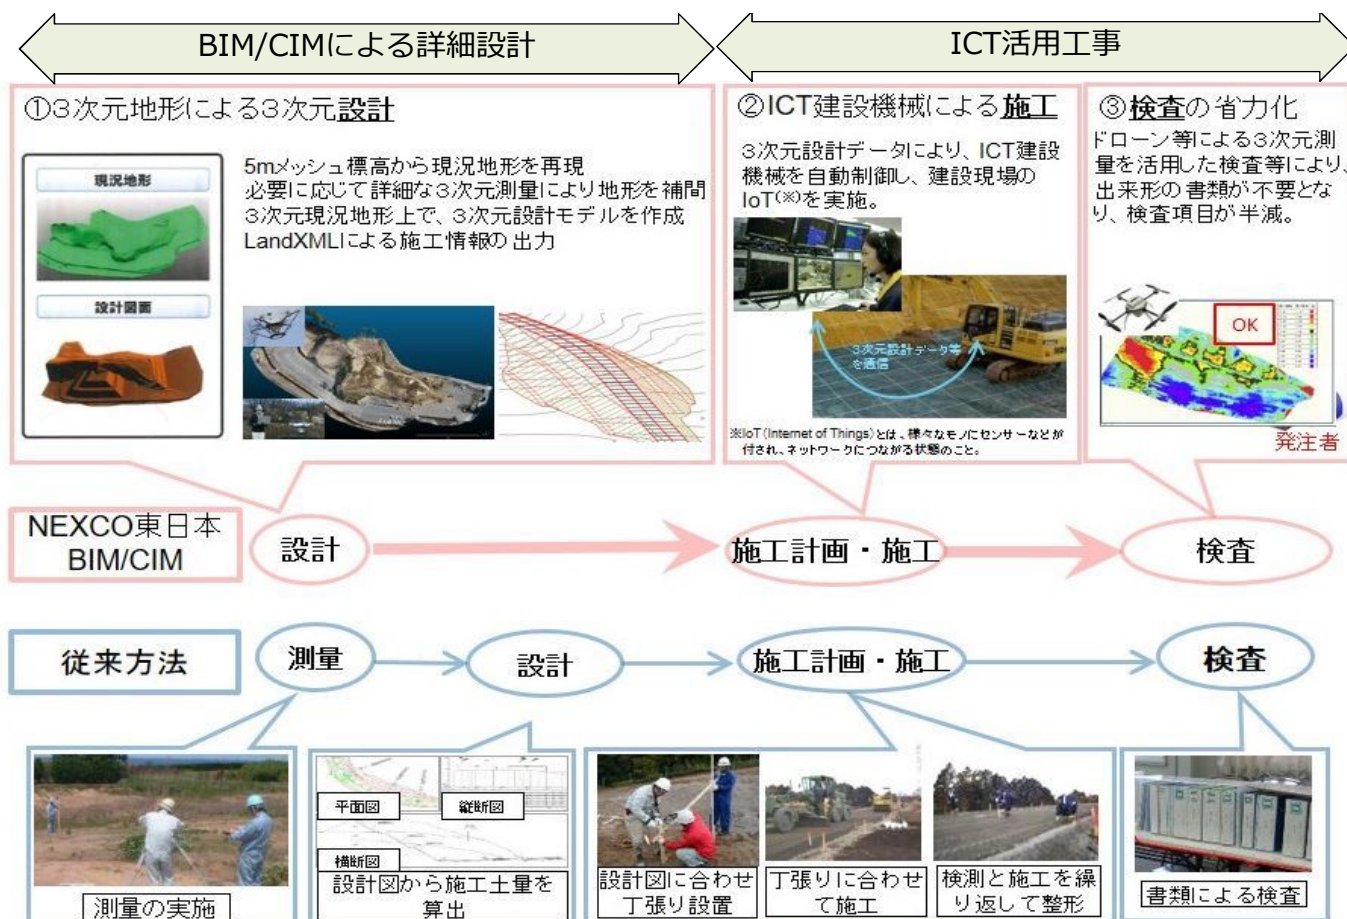 BIM/CIMによる詳細設計
ICT活用工事
①3次元地形による3次元設計
現況地形
設計図面
5mメッシュ標高から現況地形を再現
必要に応じて詳細な3次元測量により地形を補間
3次元現況地形上で、3次元設計モデルを作成
LandXMLによる施工情報の出力
②ICT建設機械による施工
3次元設計データにより、ICT建設
機械を自動制御し、建設現場の
IoT(※)を実施。
3次元設計データ等
を通信
※IoT(Internet of Things)とは、様々なモノにセンサーなどが
付され、ネットワークにつながる状態のこと。
③検査の省力化
ドローン等による3次元測
量を活用した検査等により、
出来形の書類が不要とな
り、検査項目が半減。
OK
発注者
NEXCO東日本
BIM/CIM
設計
施工計画・施工
検査
従来方法
測量
設計
施工計画・施工
検査
測量の実施
平面図
縦断図
横断図
設計図から施工土量を
算出
設計図に合わせ
丁張り設置
丁張りに合わせ
て施工
検測と施工を繰
り返して整形
書類による検査